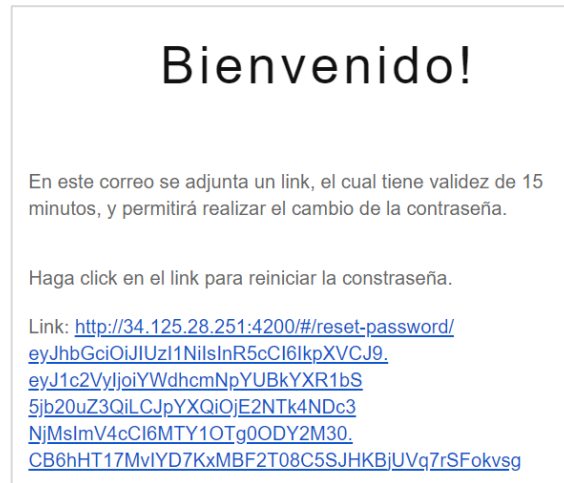 Bienvenido!
En este correo se adjunta un link, el cual tiene validez de 15
minutos, y permitirá realizar el cambio de la contraseña.
Haga click en el link para reiniciar la constraseña.
Link: http://34.125.28.251:4200/#/reset-password/
eyJhbGciOiJIUzI1NiIsInR5cCI6IkpXVCJ9.
eyJ1c2VyIjoiYWdhcmNpYUBkYXR1bS
5jb20uZ3QiLCJpYXQiOjE2NTk4NDc3
NjMsImV4cCI6MTY1OTg0ODY2M30.
CB6hHT17MvIYD7KxMBF2T08C5SJHKBjUVq7rSFokvsg